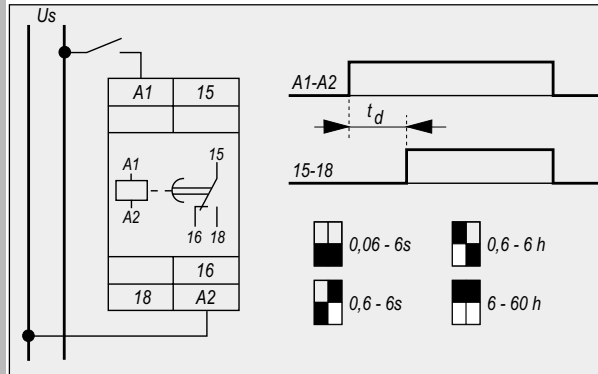 Us
A1 15
A1
A2
15
16 18
16
18 A2
A1-A2
t d
15-18
0,06 - 6s
0,6 - 6 h
0,6 - 6s
6 - 60 h